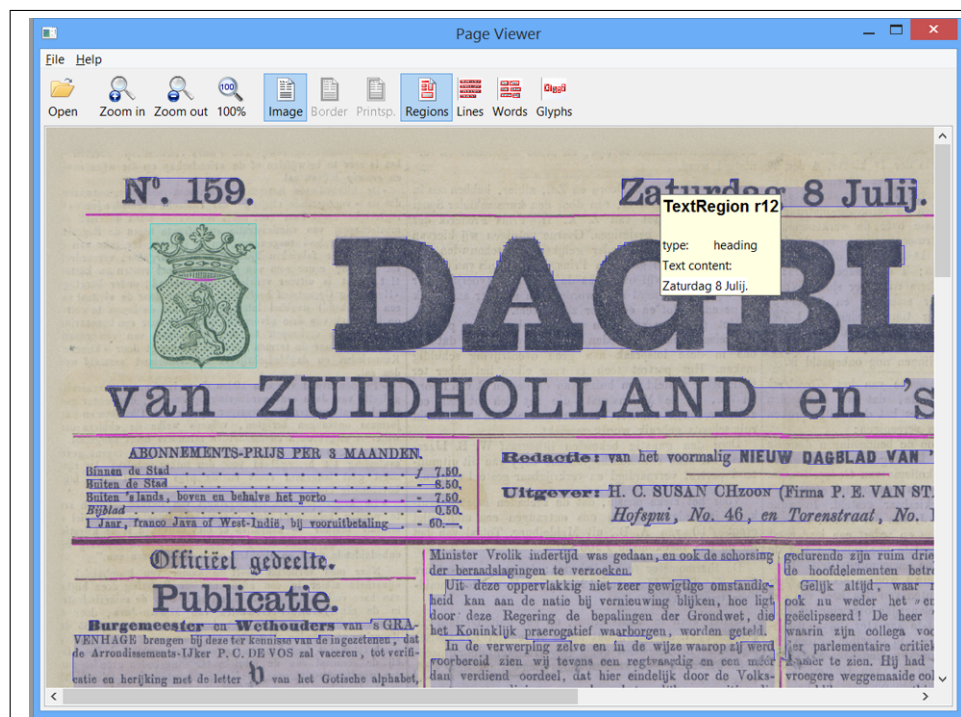 Page Viewer
File Help
Open Zoom in Zoom out 100% Image Border Printsp. Regions Lines Words Glyphs
Nº. 159.
Zaturdag 8 Julij.
TextRegion r12
type: heading
Text content:
Zaturdag 8 Julij.
DAGBL
van ZUIDHOLLAND en 's
ABONNEMENTS-PRIJS PER 3 MAANDEN.
Binnen de Stad . . . . . . . . . . . . . . . ƒ 7.50.
Buiten de Stad . . . . . . . . . . . . . . . - 8.50.
Buiten 's lands, boven en behalve het porto . . . . - 7.50.
Bijblad . . . . . . . . . . . . . . . . . - 0.50.
1 Jaar, franco Java of West-Indië, bij vooruitbetaling . . . - 60.—.
Redactie: van het voormalig NIEUW DAGBLAD VAN '
Uitgever: H. C. SUSAN CHzoon (Firma P. E. VAN ST.
Hofspui, No. 46, en Torenstraat, No. 1
Officiëel gedeelte.
Publicatie.
Burgemeester en Wethouders van 's GRA-
VENHAGE brengen bij deze ter kennisse van de ingezetenen, dat
de Arrondissements-IJker P. C. DE VOS zal vaceren, tot verifi-
catie en herijking met de letter 𝔥 van het Gotische alphabet,
Minister Vrolik indertijd was gedaan, en ook de schorsing
der beraadslagingen te verzoeken.
Uit deze oppervlakkig niet zeer gewigtige omstandig-
heid kan aan de natie bij vernieuwing blijken, hoe ligt
door deze Regering de bepalingen der Grondwet, die
het Koninklijk praerogatief waarborgen, worden geteld.
In de verwerping zelve en in de wijze waarop zij werd
voorbereid zien wij tevens een regtvaardig en een méér
dan verdiend oordeel, dat hier eindelijk door de Volks-
gedurende zijn ruim drie
de hoofdelementen betre
Gelijk altijd, waar
ook nu weder het » en
geëclipseerd! De heer
waarin zijn collega voo
ler parlementaire critiek
kamer te zien. Hij had
vroegere weggemaaide col